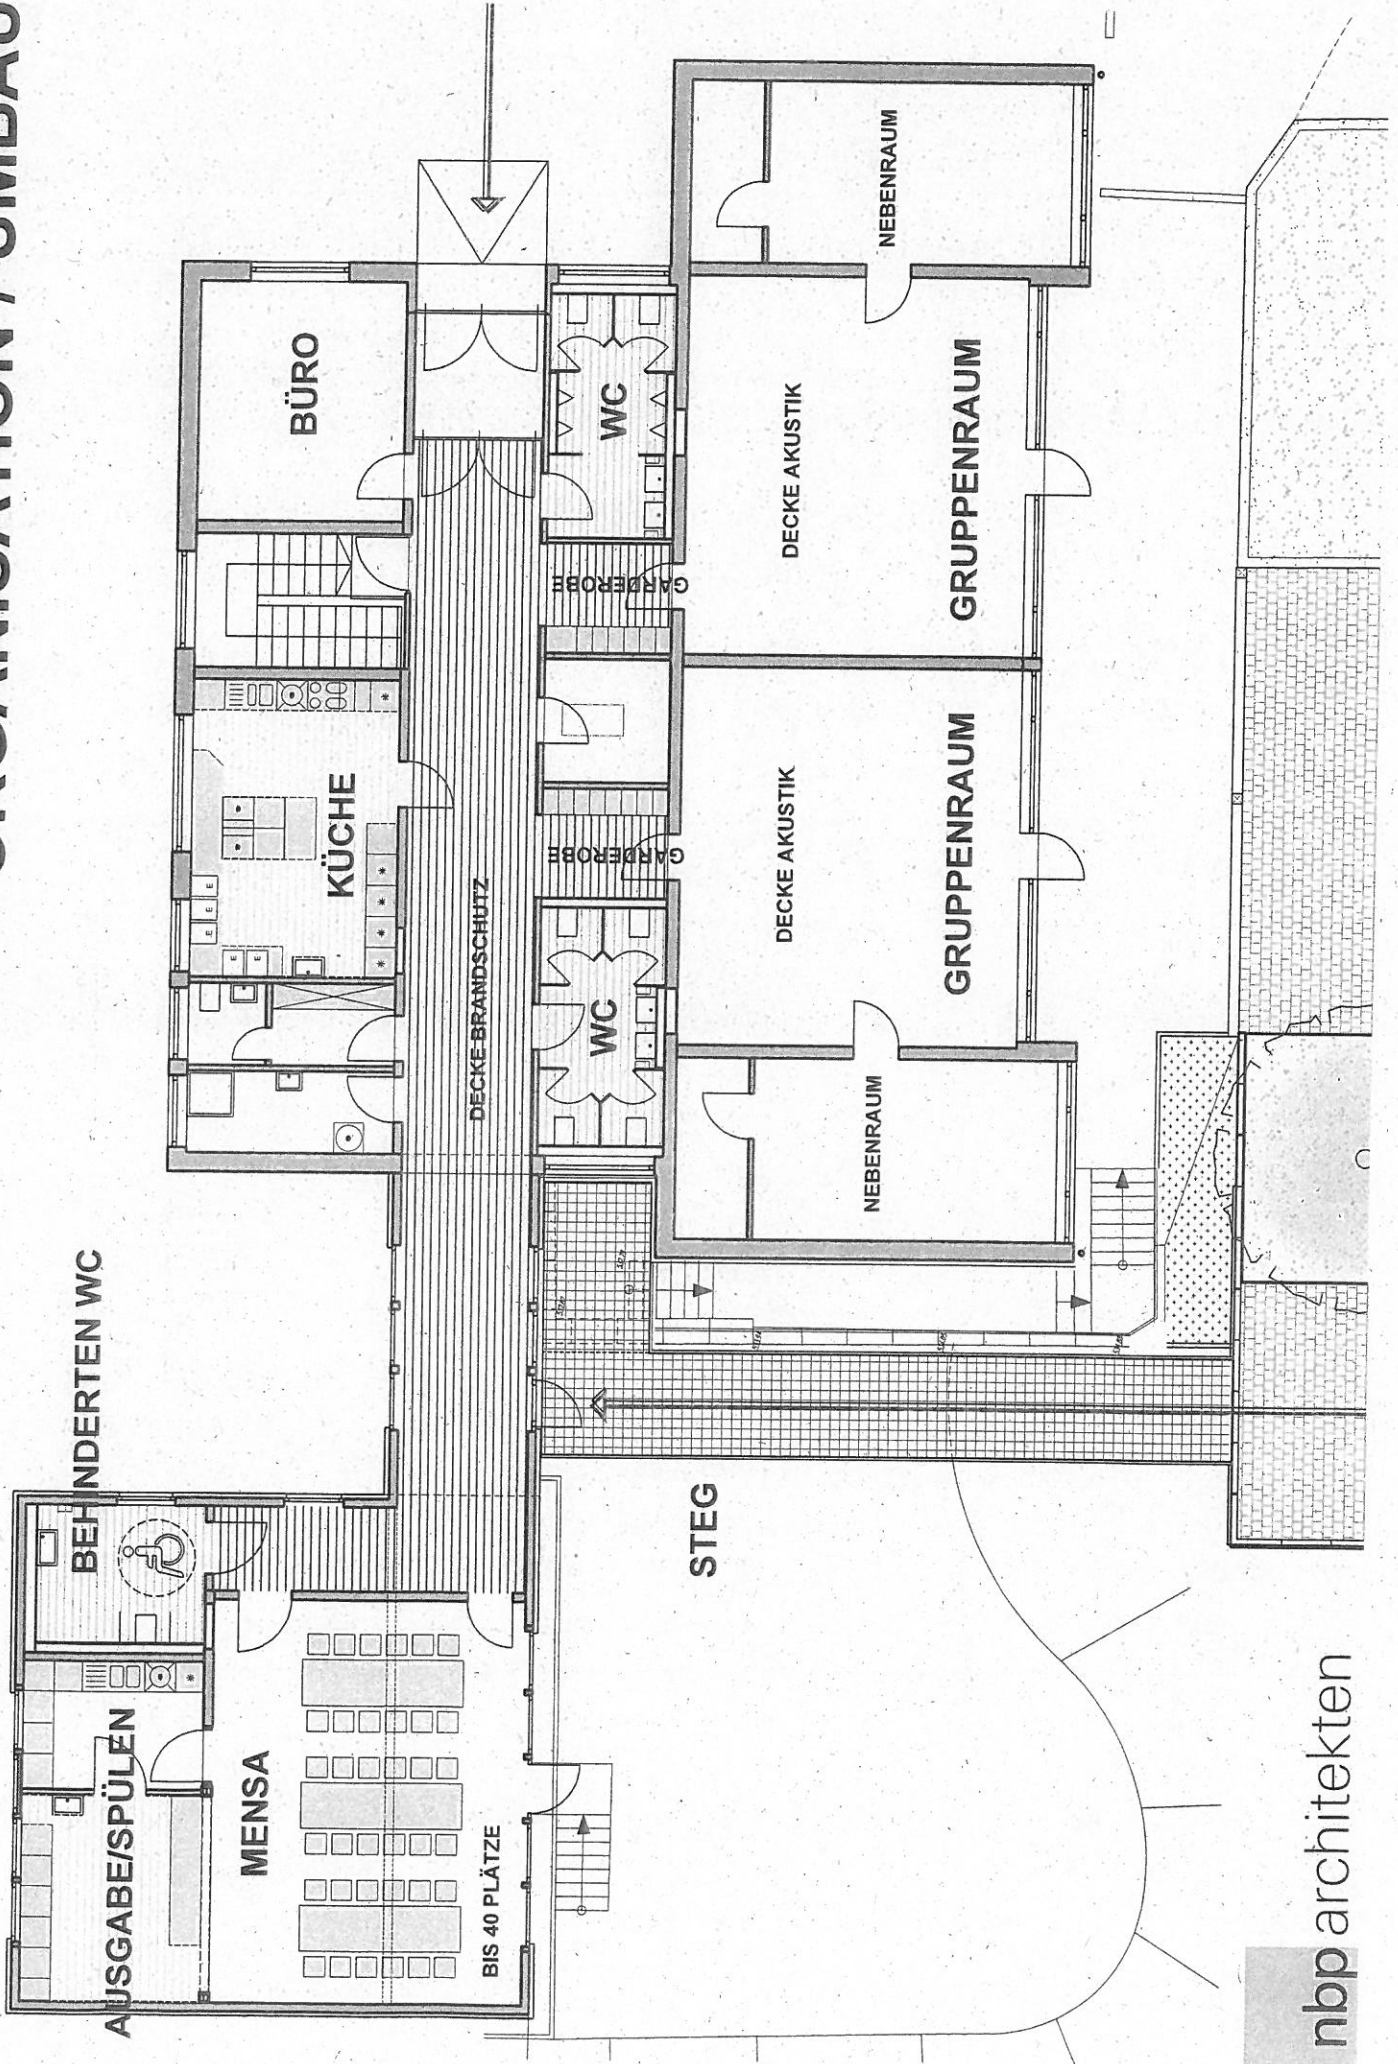 BEHINDERTEN WC
AUSGABE/SPÜLEN
MENSA
BIS 40 PLÄTZE
KÜCHE
BÜRO
DECKE BRANDSCHUTZ
WC
GARDEROBE
GARDEROBE
WC
DECKE AKUSTIK
DECKE AKUSTIK
NEBENRAUM
GRUPPENRAUM
GRUPPENRAUM
NEBENRAUM
STEG
E
E
E
E
E
nbp architekten